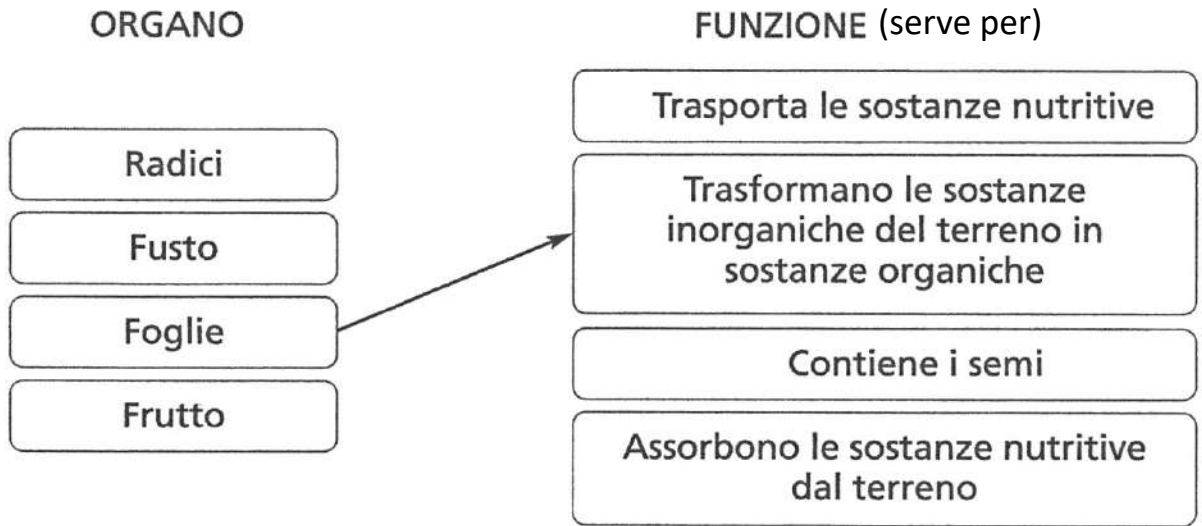 ORGANO
Radici
Fusto
Foglie
Frutto
FUNZIONE (serve per)
Trasporta le sostanze nutritive
Trasformano le sostanze
inorganiche del terreno in
sostanze organiche
Contiene i semi
Assorbono le sostanze nutritive
dal terreno